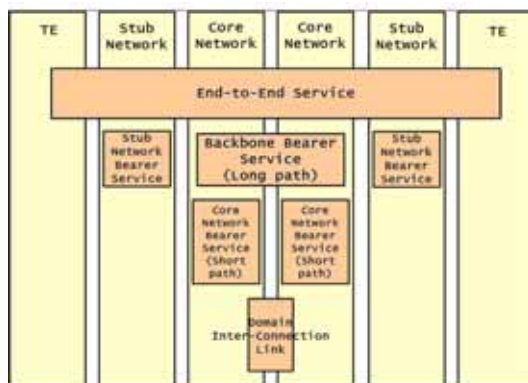 TE
Stub
Network
Core
Network
Core
Network
Stub
Network
TE
End-to-End Service
Stub
Network
Bearer
Service
Backbone Bearer
Service
(Long path)
Stub
Network
Bearer
Service
Core
Network
Bearer
Service
(Short
path)
Core
Network
Bearer
Service
(Short
path)
Domain
Inter-Connection
Link